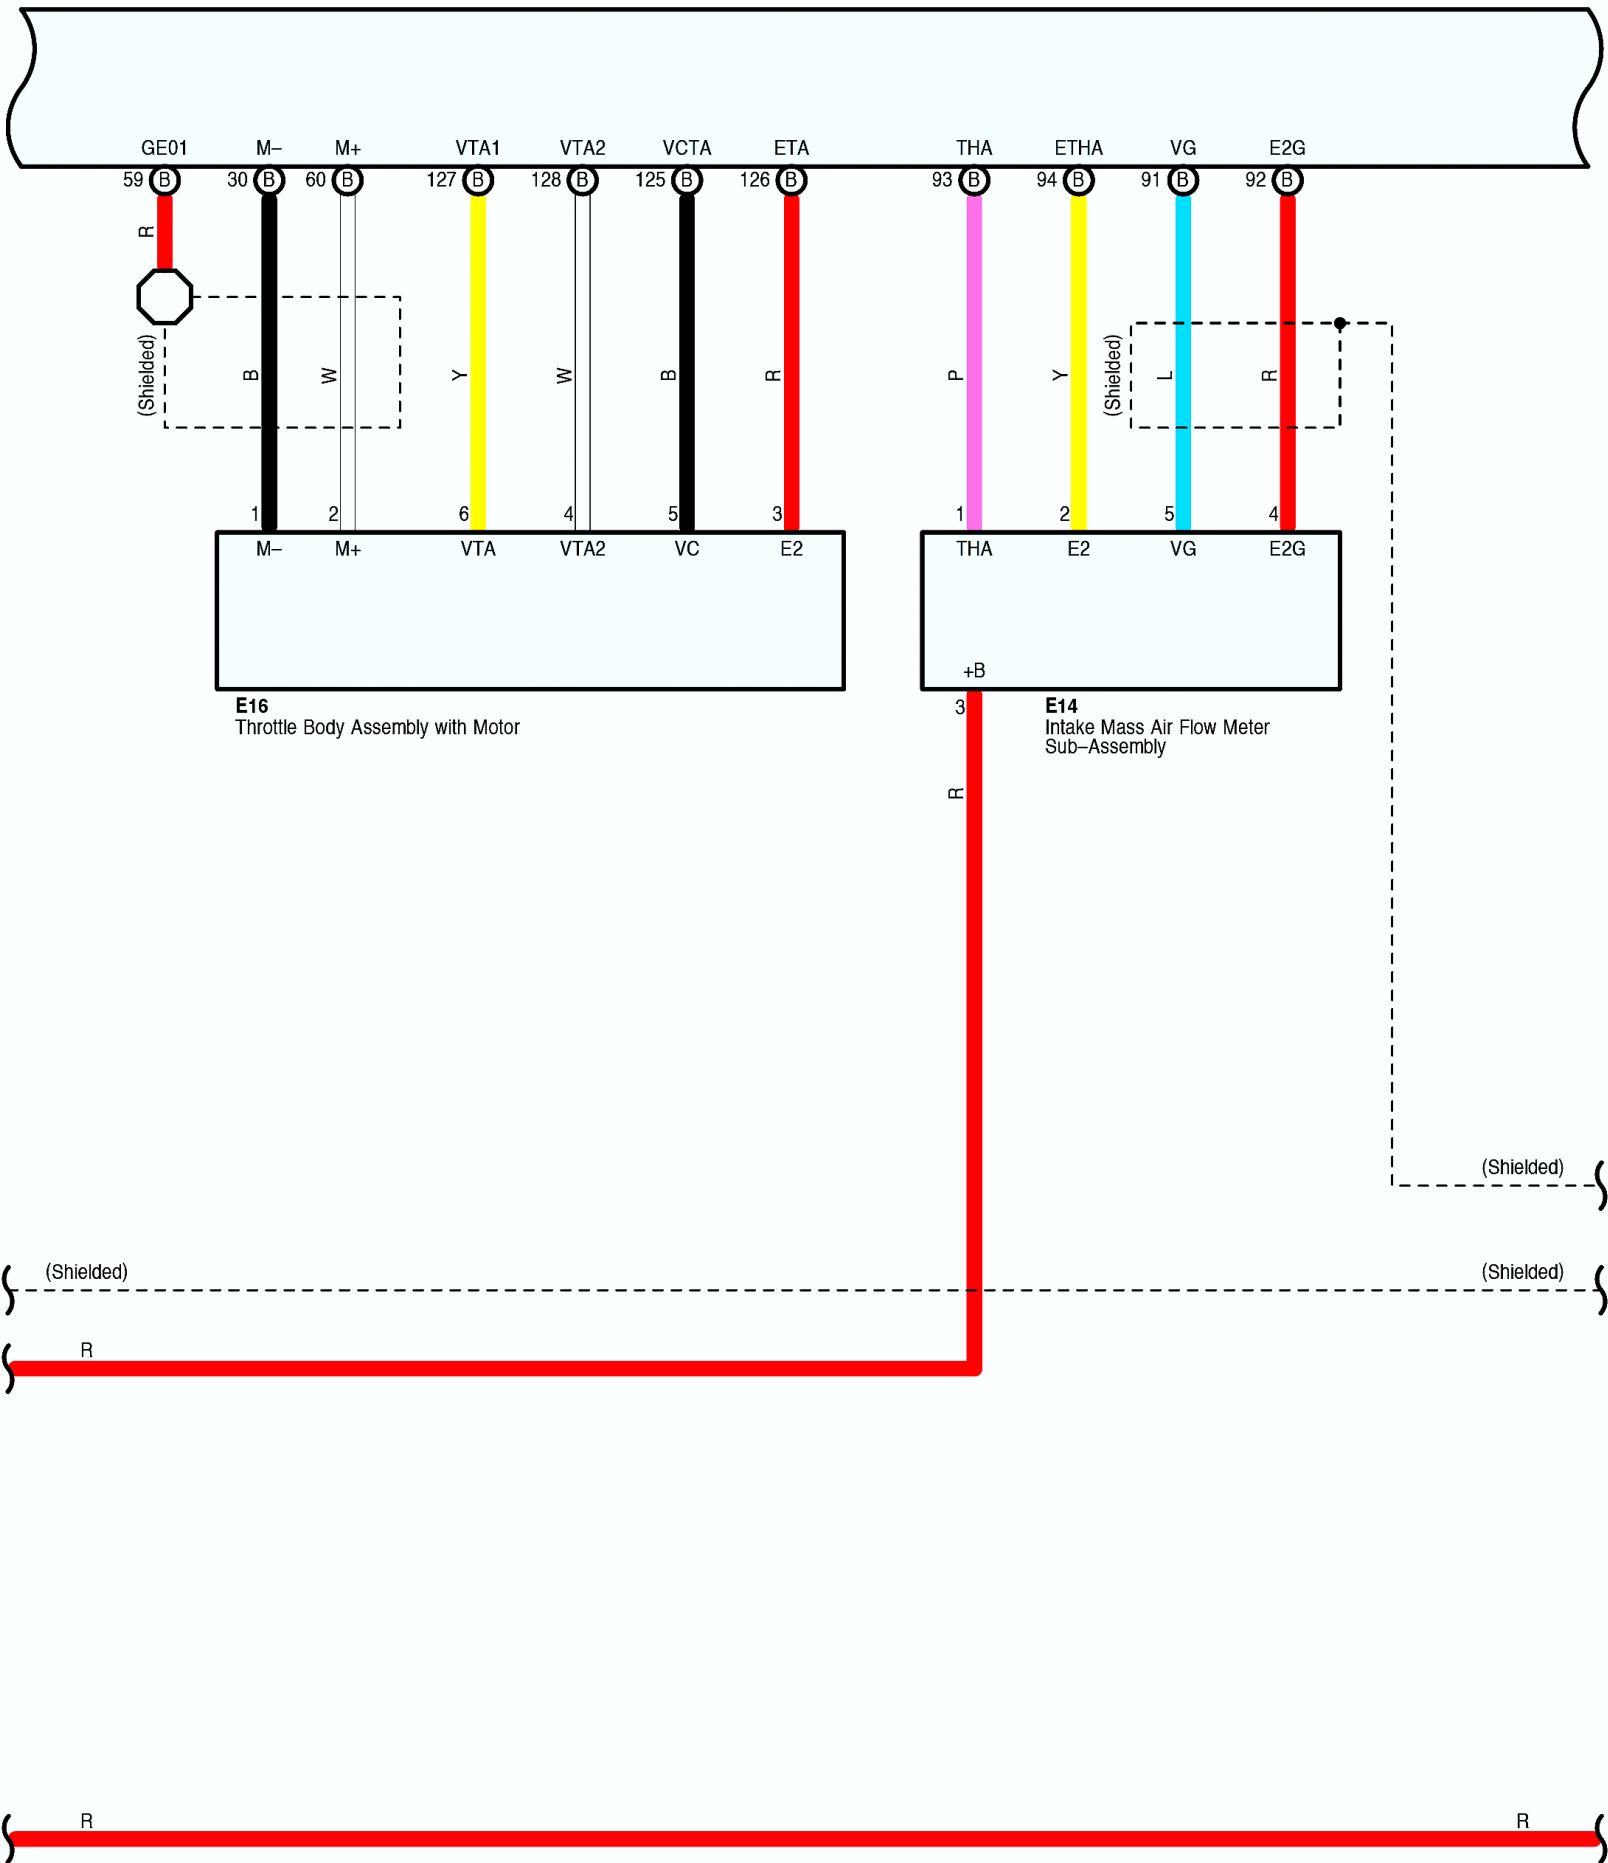 GE01 M– M+ VTA1 VTA2 VCTA ETA THA ETHA VG E2G
59 B 30 B 60 B 127 B 128 B 125 B 126 B 93 B 94 B 91 B 92 B
R
(Shielded) B W Y W B R P Y (Shielded) L R
1 2 6 4 5 3 1 2 5 4
M– M+ VTA VTA2 VC E2 THA E2 VG E2G
+B
E16
Throttle Body Assembly with Motor
3
E14
Intake Mass Air Flow Meter
Sub–Assembly
R
(Shielded)
(Shielded) (Shielded)
R
R R